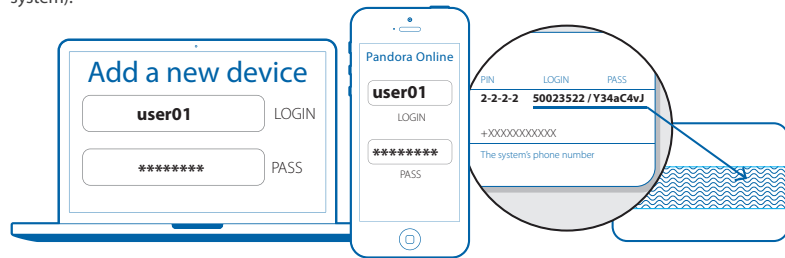 system).
Add a new device
user01 LOGIN
******** PASS
Pandora Online
user01
LOGIN
********
PASS
PIN LOGIN PASS
2-2-2-2 50023522 / Y34aC4vJ
+XXXXXXXXXXX
The system's phone number